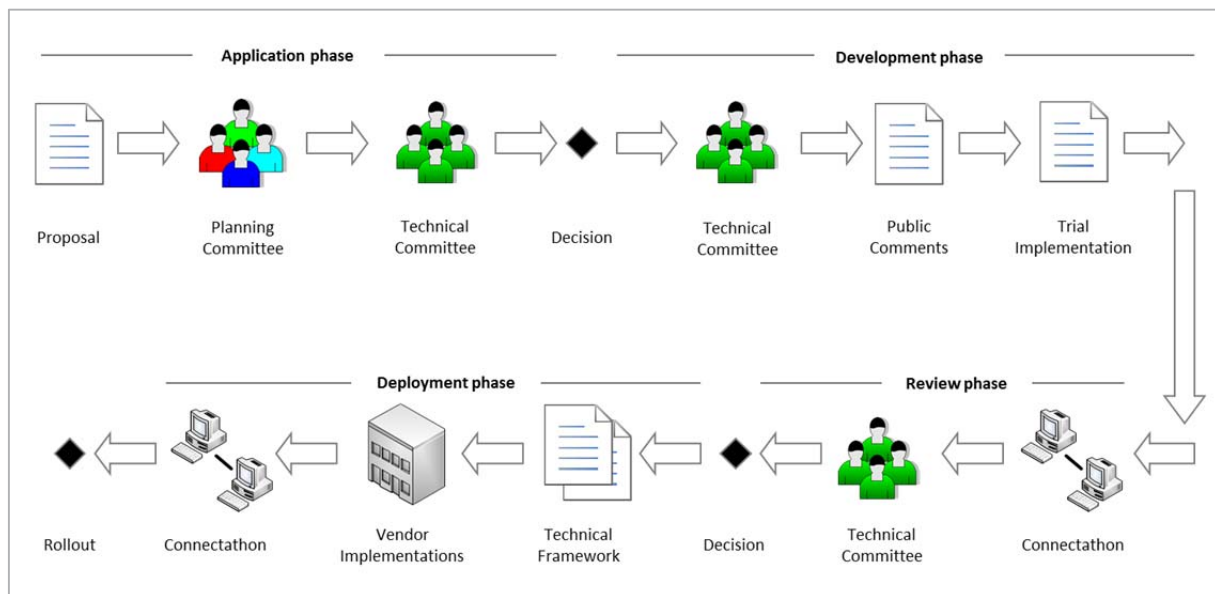 Application phase
Development phase
Proposal
Planning
Committee
Technical
Committee
Decision
Technical
Committee
Public
Comments
Trial
Implementation
Deployment phase
Review phase
Rollout
Connectathon
Vendor
Implementations
Technical
Framework
Decision
Technical
Committee
Connectathon